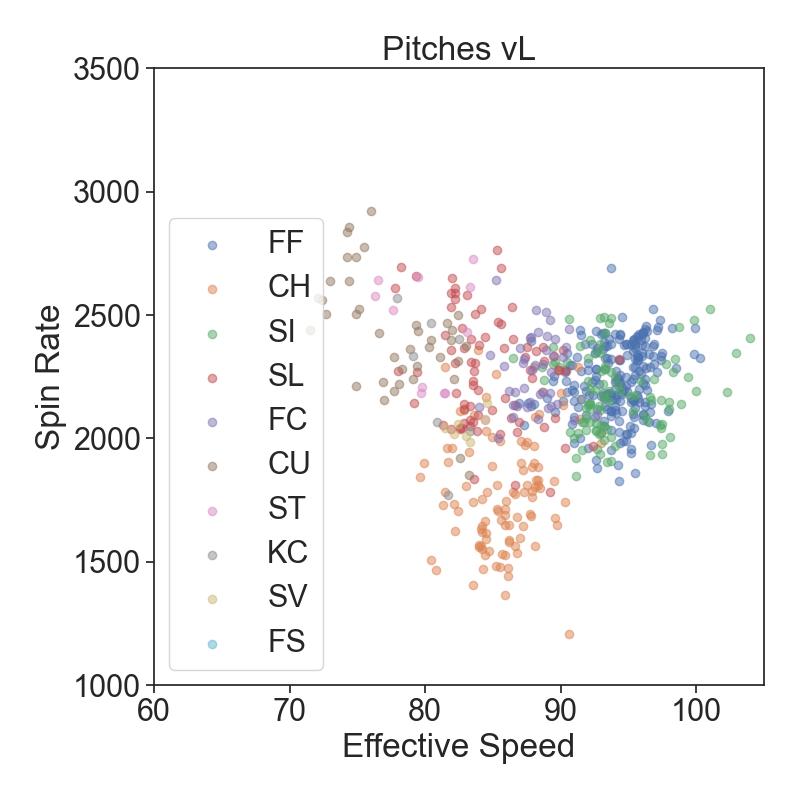 Pitches vL
3500
3000
2500
2000
1500
1000
Spin Rate
FF
CH
SI
SL
FC
CU
ST
KC
SV
FS
60 70 80 90 100
Effective Speed